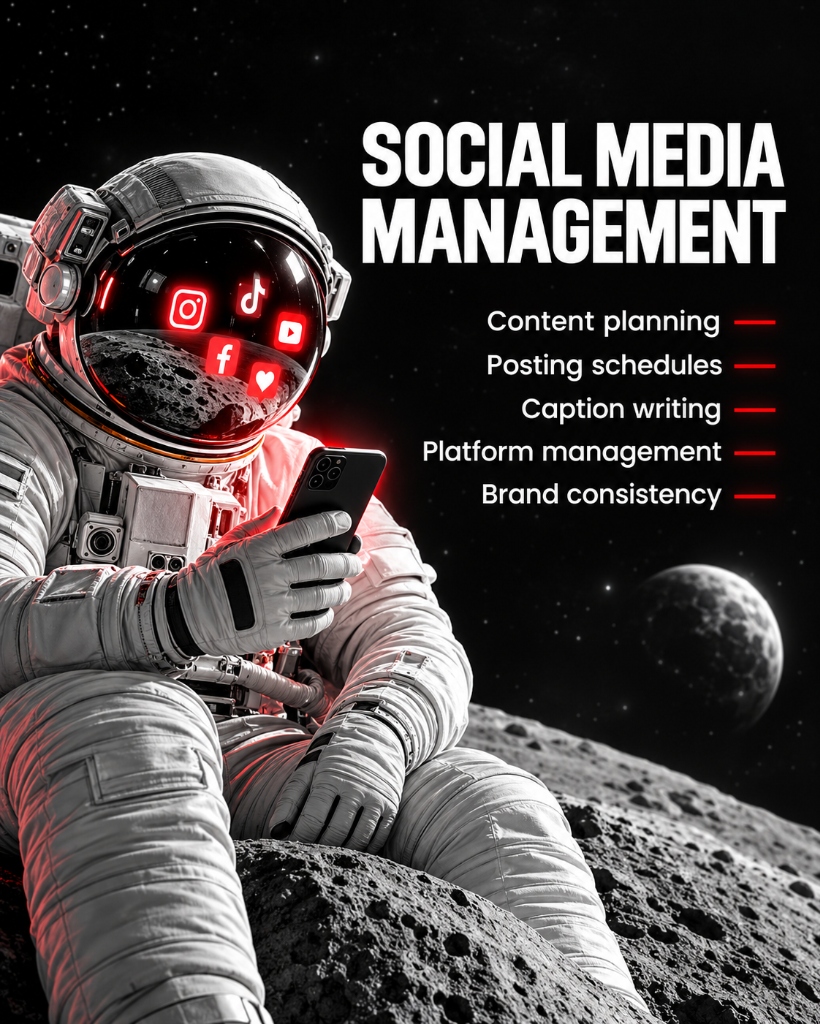 SOCIAL MEDIA
MANAGEMENT
Content planning
Posting schedules
Caption writing
Platform management
Brand consistency